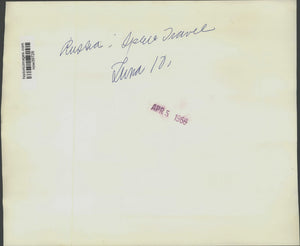 Russia: Space Travel
Luna 10,
APR 5 1966